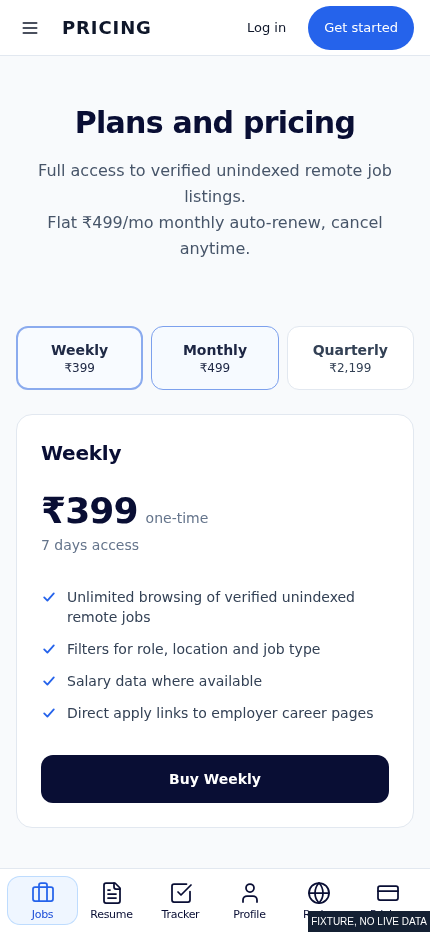 PRICING
Log in
Get started
Plans and pricing
Full access to verified unindexed remote job
listings.
Flat ₹499/mo monthly auto-renew, cancel
anytime.
Weekly
₹399
Monthly
₹499
Quarterly
₹2,199
Weekly
₹399 one-time
7 days access
Unlimited browsing of verified unindexed
remote jobs
Filters for role, location and job type
Salary data where available
Direct apply links to employer career pages
Buy Weekly
Jobs
Resume
Tracker
Profile
FIXTURE, NO LIVE DATA